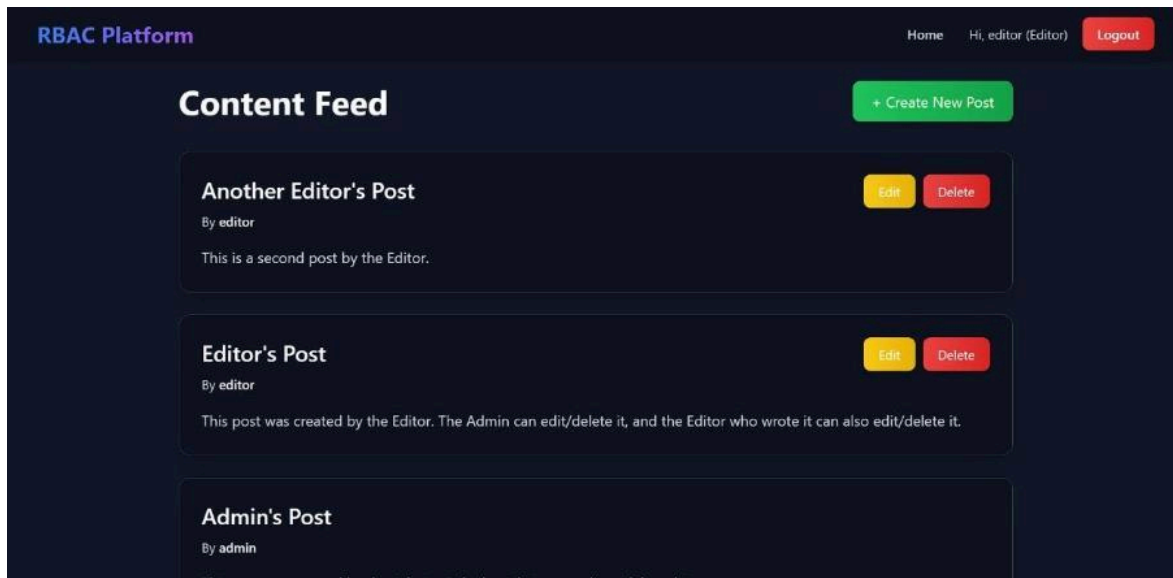 RBAC Platform
Home
Hi, editor (Editor)
Logout
Content Feed
+ Create New Post
Another Editor's Post
Edit
Delete
By editor
This is a second post by the Editor.
Editor's Post
Edit
Delete
By editor
This post was created by the Editor. The Admin can edit/delete it, and the Editor who wrote it can also edit/delete it.
Admin's Post
By admin